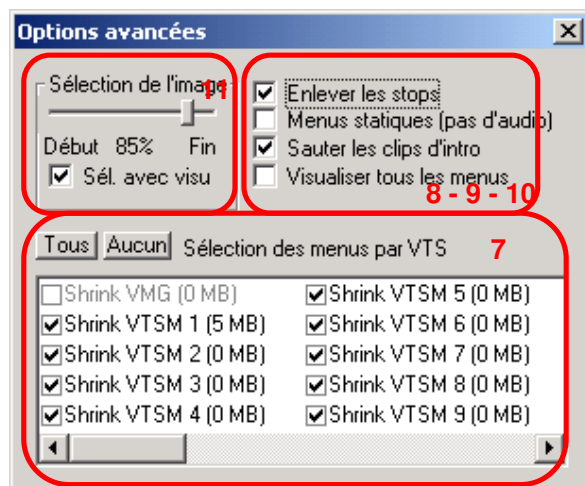 Options avancées
Sélection de l'image
11
Début 85% Fin
Sél. avec visu
Enlever les stops
Menus statiques (pas d'audio)
Sauter les clips d'intro
Visualiser tous les menus
8 - 9 - 10
Tous Aucun Sélection des menus par VTS 7
Shrink VMG (0 MB) Shrink VTSM 5 (0 MB)
Shrink VTSM 1 (5 MB) Shrink VTSM 6 (0 MB)
Shrink VTSM 2 (0 MB) Shrink VTSM 7 (0 MB)
Shrink VTSM 3 (0 MB) Shrink VTSM 8 (0 MB)
Shrink VTSM 4 (0 MB) Shrink VTSM 9 (0 MB)